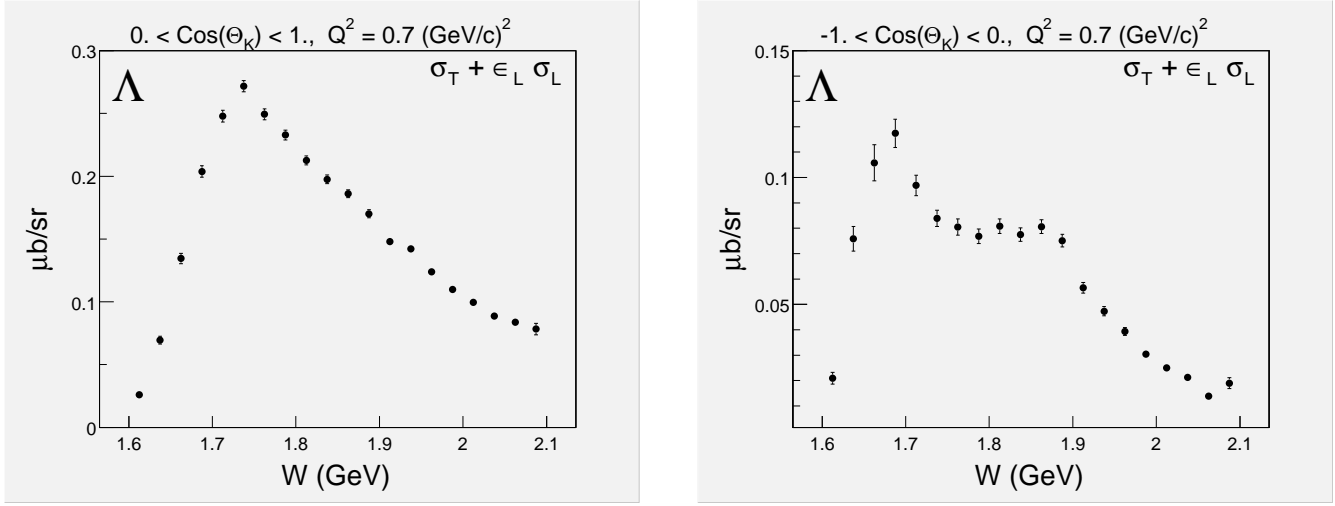 0. < Cos(Θ_K) < 1., Q² = 0.7 (GeV/c)²
Λ
σ_T + ∈_L σ_L
μb/sr
0.3
0.2
0.1
0
1.6 1.7 1.8 1.9 2 2.1
W (GeV)
-1. < Cos(Θ_K) < 0., Q² = 0.7 (GeV/c)²
Λ
σ_T + ∈_L σ_L
μb/sr
0.15
0.1
0.05
1.6 1.7 1.8 1.9 2 2.1
W (GeV)